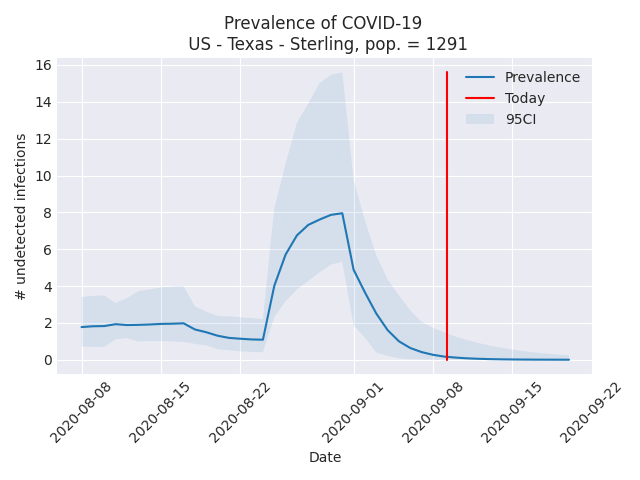 Prevalence of COVID-19
US - Texas - Sterling, pop. = 1291
# undetected infections
16
14
12
10
8
6
4
2
0
Prevalence
Today
95CI
2020-08-08
2020-08-15
2020-08-22
2020-09-01
2020-09-08
2020-09-15
2020-09-22
Date